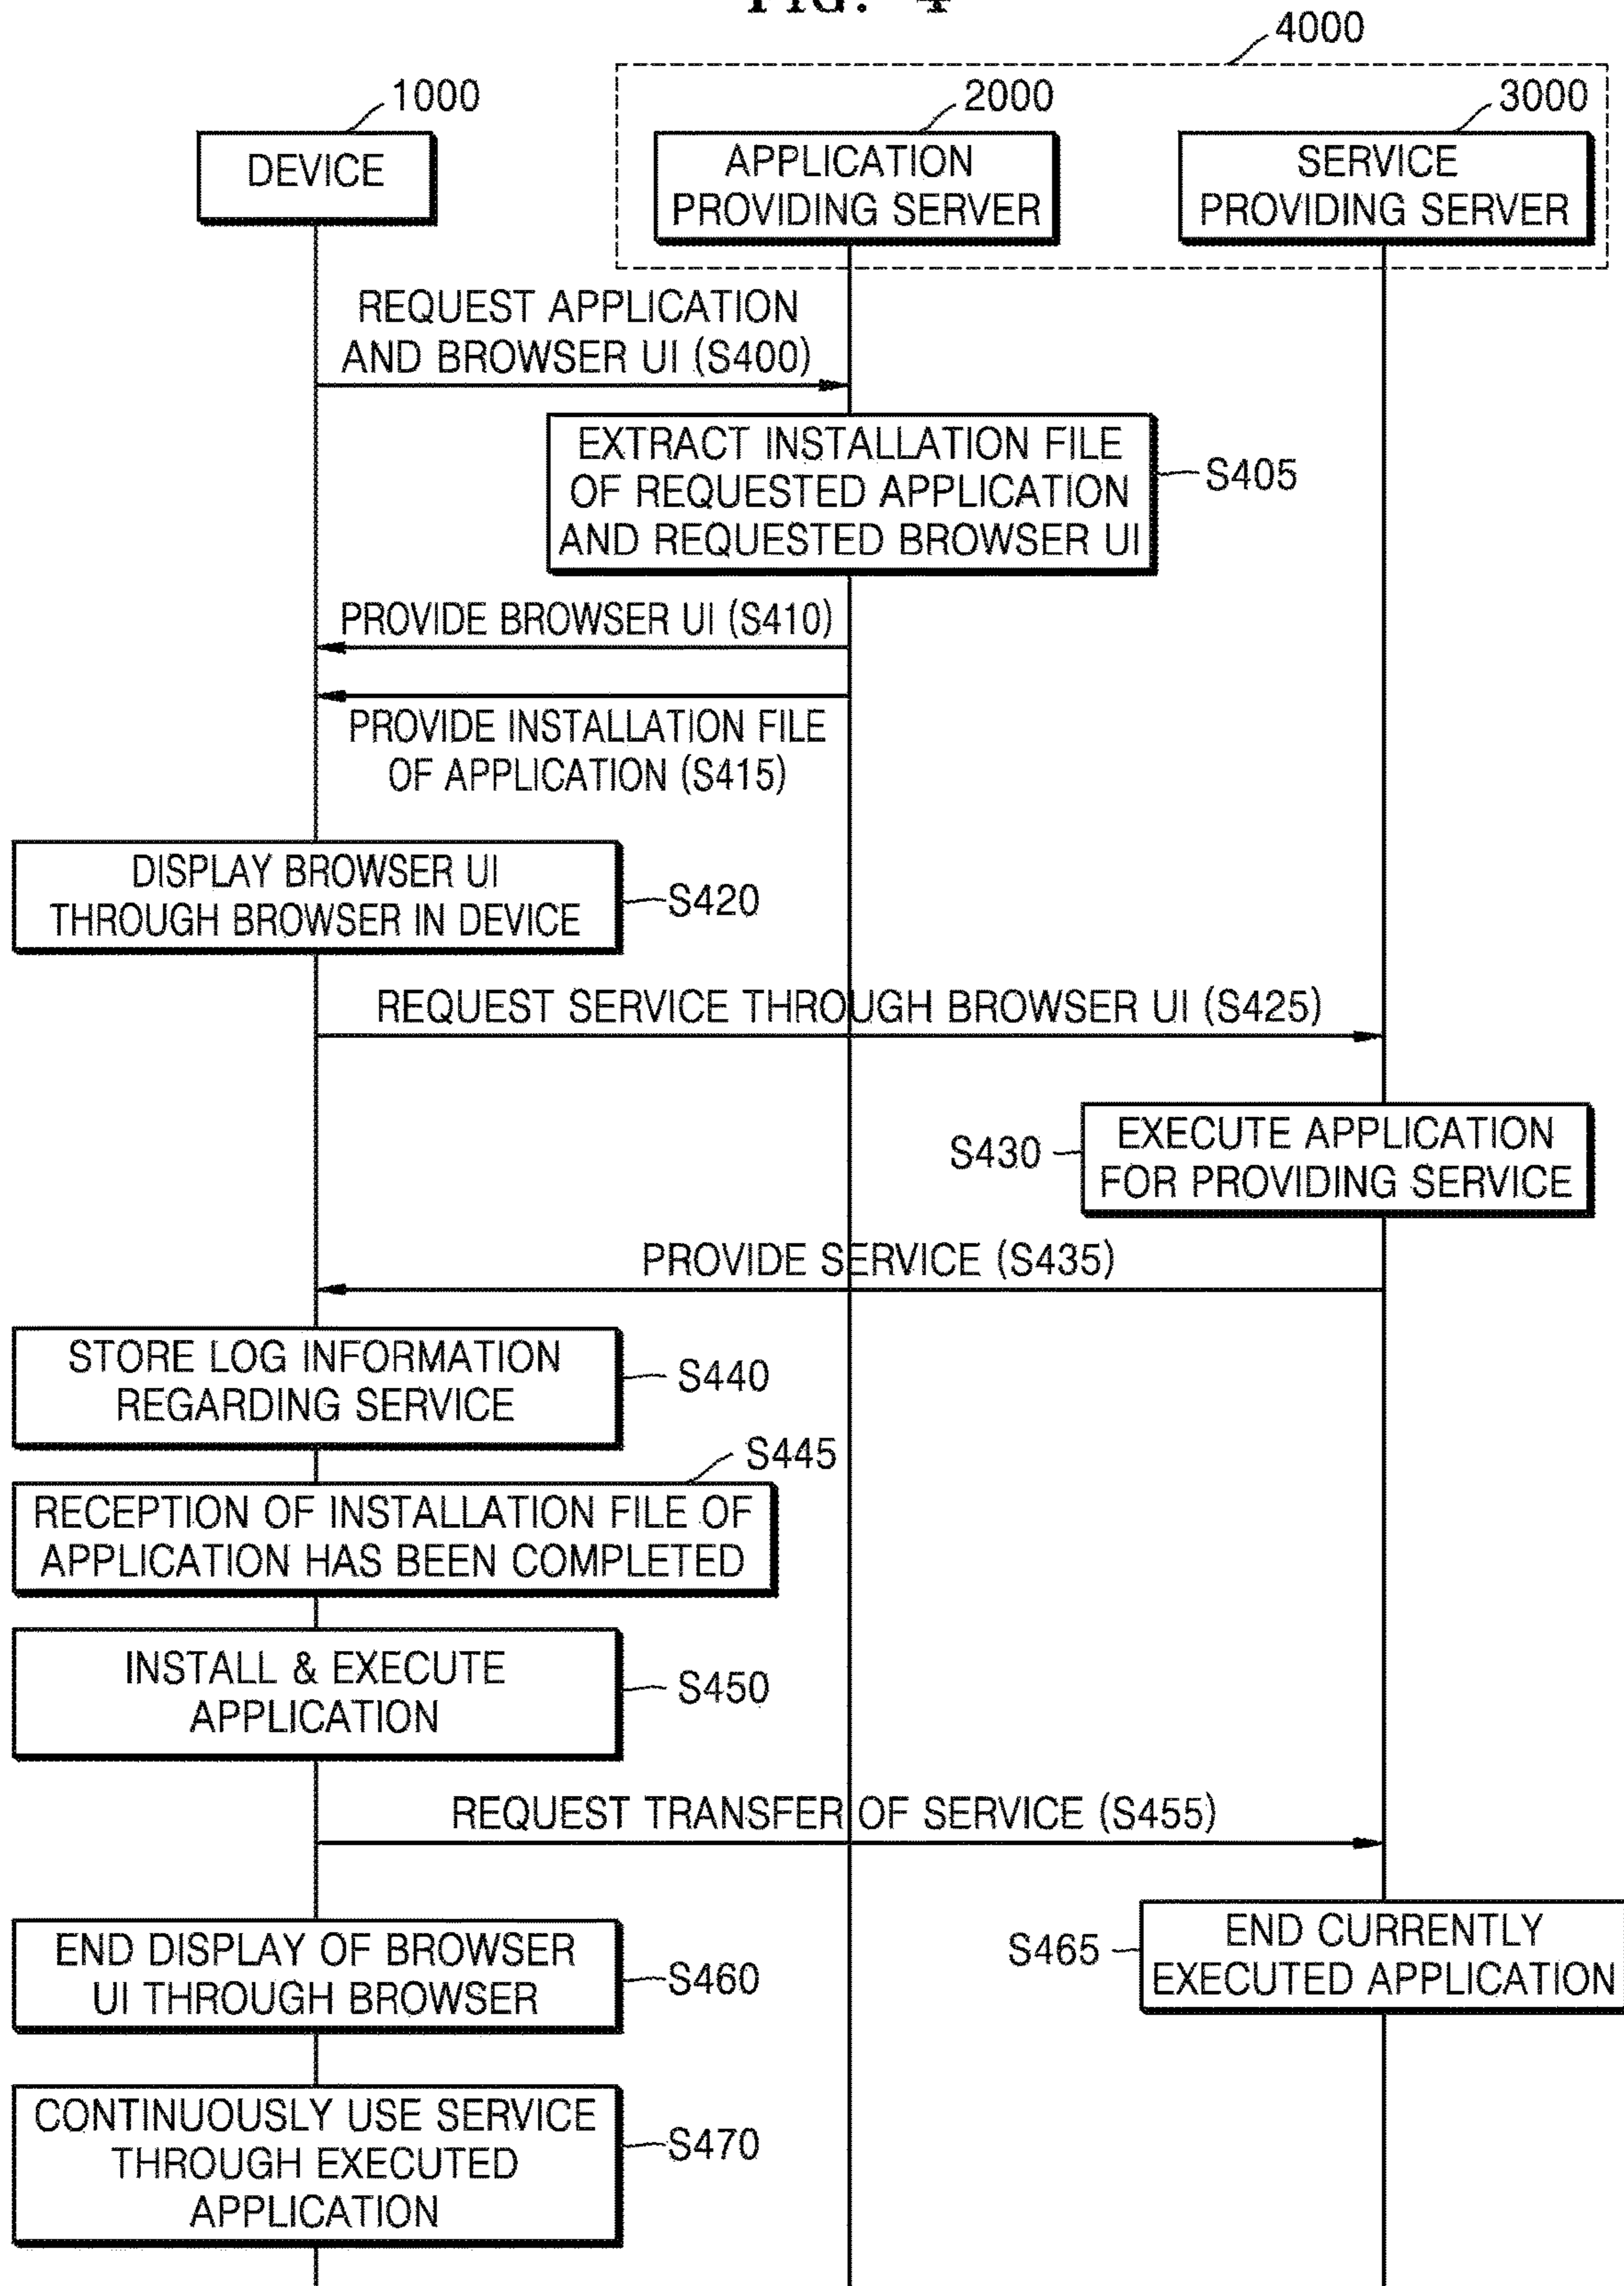 FIG. 4
4000
1000
2000
3000
DEVICE
APPLICATION
PROVIDING SERVER
SERVICE
PROVIDING SERVER
REQUEST APPLICATION
AND BROWSER UI (S400)
EXTRACT INSTALLATION FILE
OF REQUESTED APPLICATION
AND REQUESTED BROWSER UI
S405
PROVIDE BROWSER UI (S410)
PROVIDE INSTALLATION FILE
OF APPLICATION (S415)
DISPLAY BROWSER UI
THROUGH BROWSER IN DEVICE
S420
REQUEST SERVICE THROUGH BROWSER UI (S425)
S430
EXECUTE APPLICATION
FOR PROVIDING SERVICE
PROVIDE SERVICE (S435)
STORE LOG INFORMATION
REGARDING SERVICE
S440
S445
RECEPTION OF INSTALLATION FILE OF
APPLICATION HAS BEEN COMPLETED
INSTALL & EXECUTE
APPLICATION
S450
REQUEST TRANSFER OF SERVICE (S455)
END DISPLAY OF BROWSER
UI THROUGH BROWSER
S460
S465
END CURRENTLY
EXECUTED APPLICATION
CONTINUOUSLY USE SERVICE
THROUGH EXECUTED
APPLICATION
S470